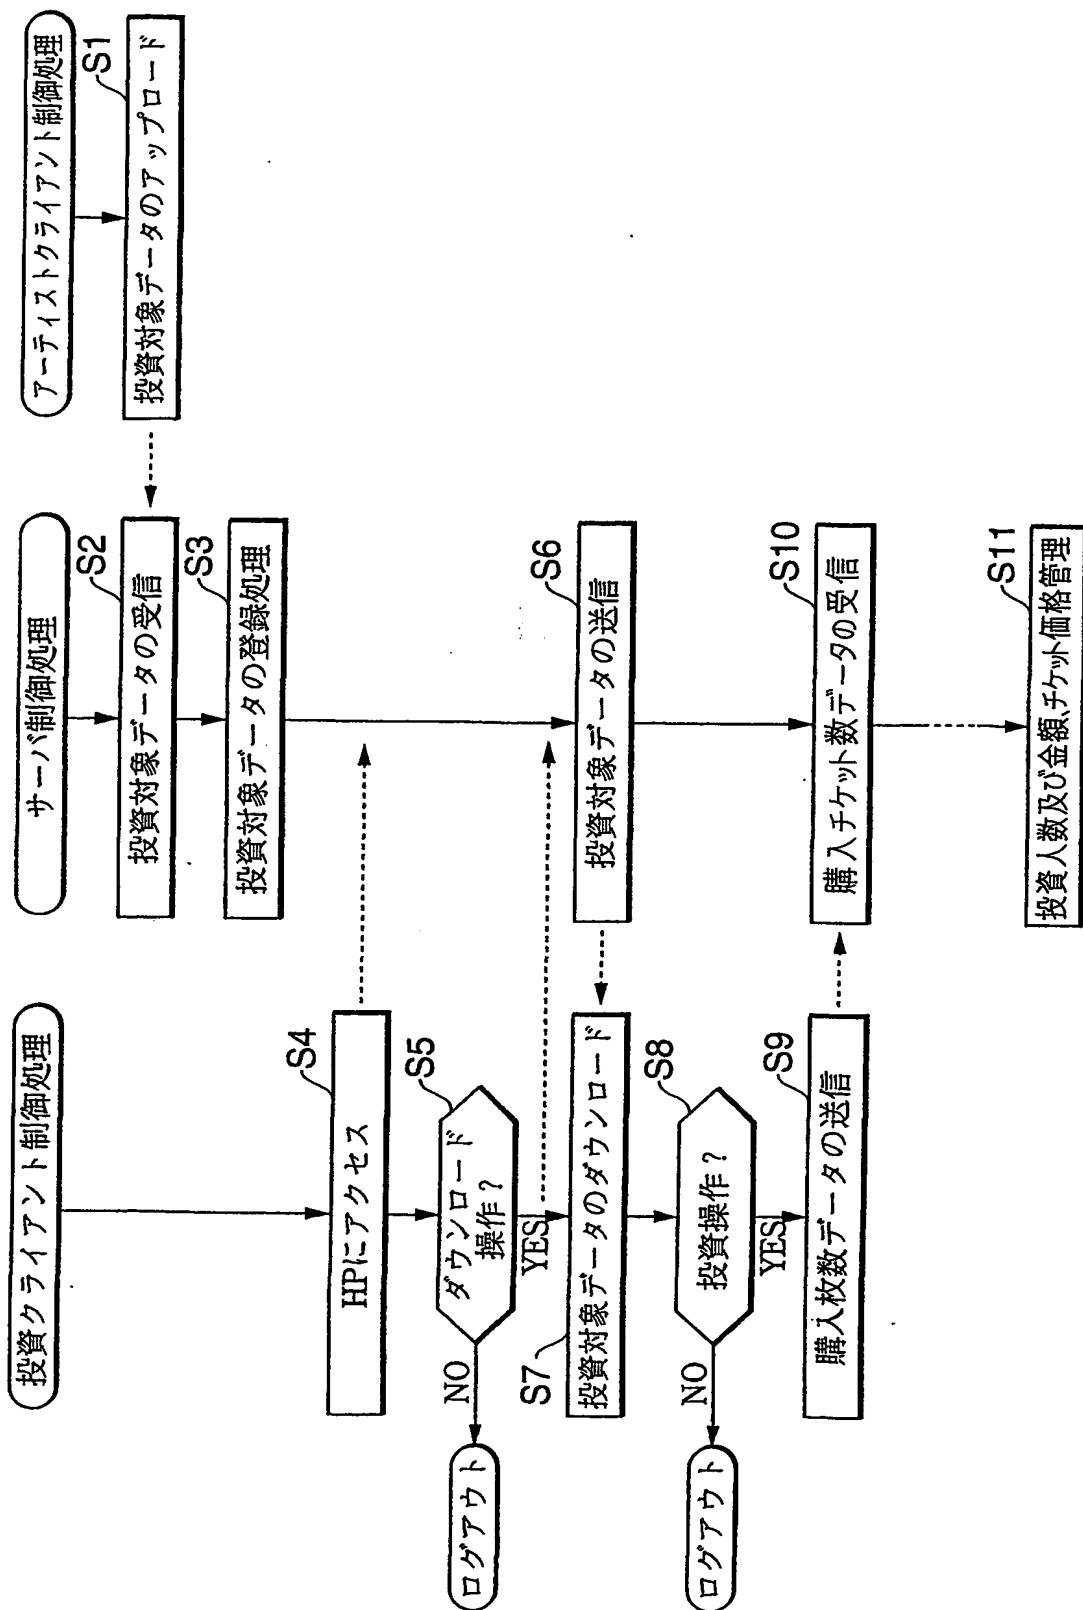 投資クライアント制御処理
HPにアクセス
S4
ダウンロード
操作？
S5
NO
ログアウト
YES
投資対象データのダウンロード
S7
投資操作？
S8
NO
ログアウト
YES
購入枚数データの送信
S9
サーバ制御処理
投資対象データの受信
S2
投資対象データの登録処理
S3
投資対象データの送信
S6
購入チケット数データの受信
S10
投資人数及び金額、チケット価格管理
S11
アーティストクライアント制御処理
投資対象データのアップロード
S1